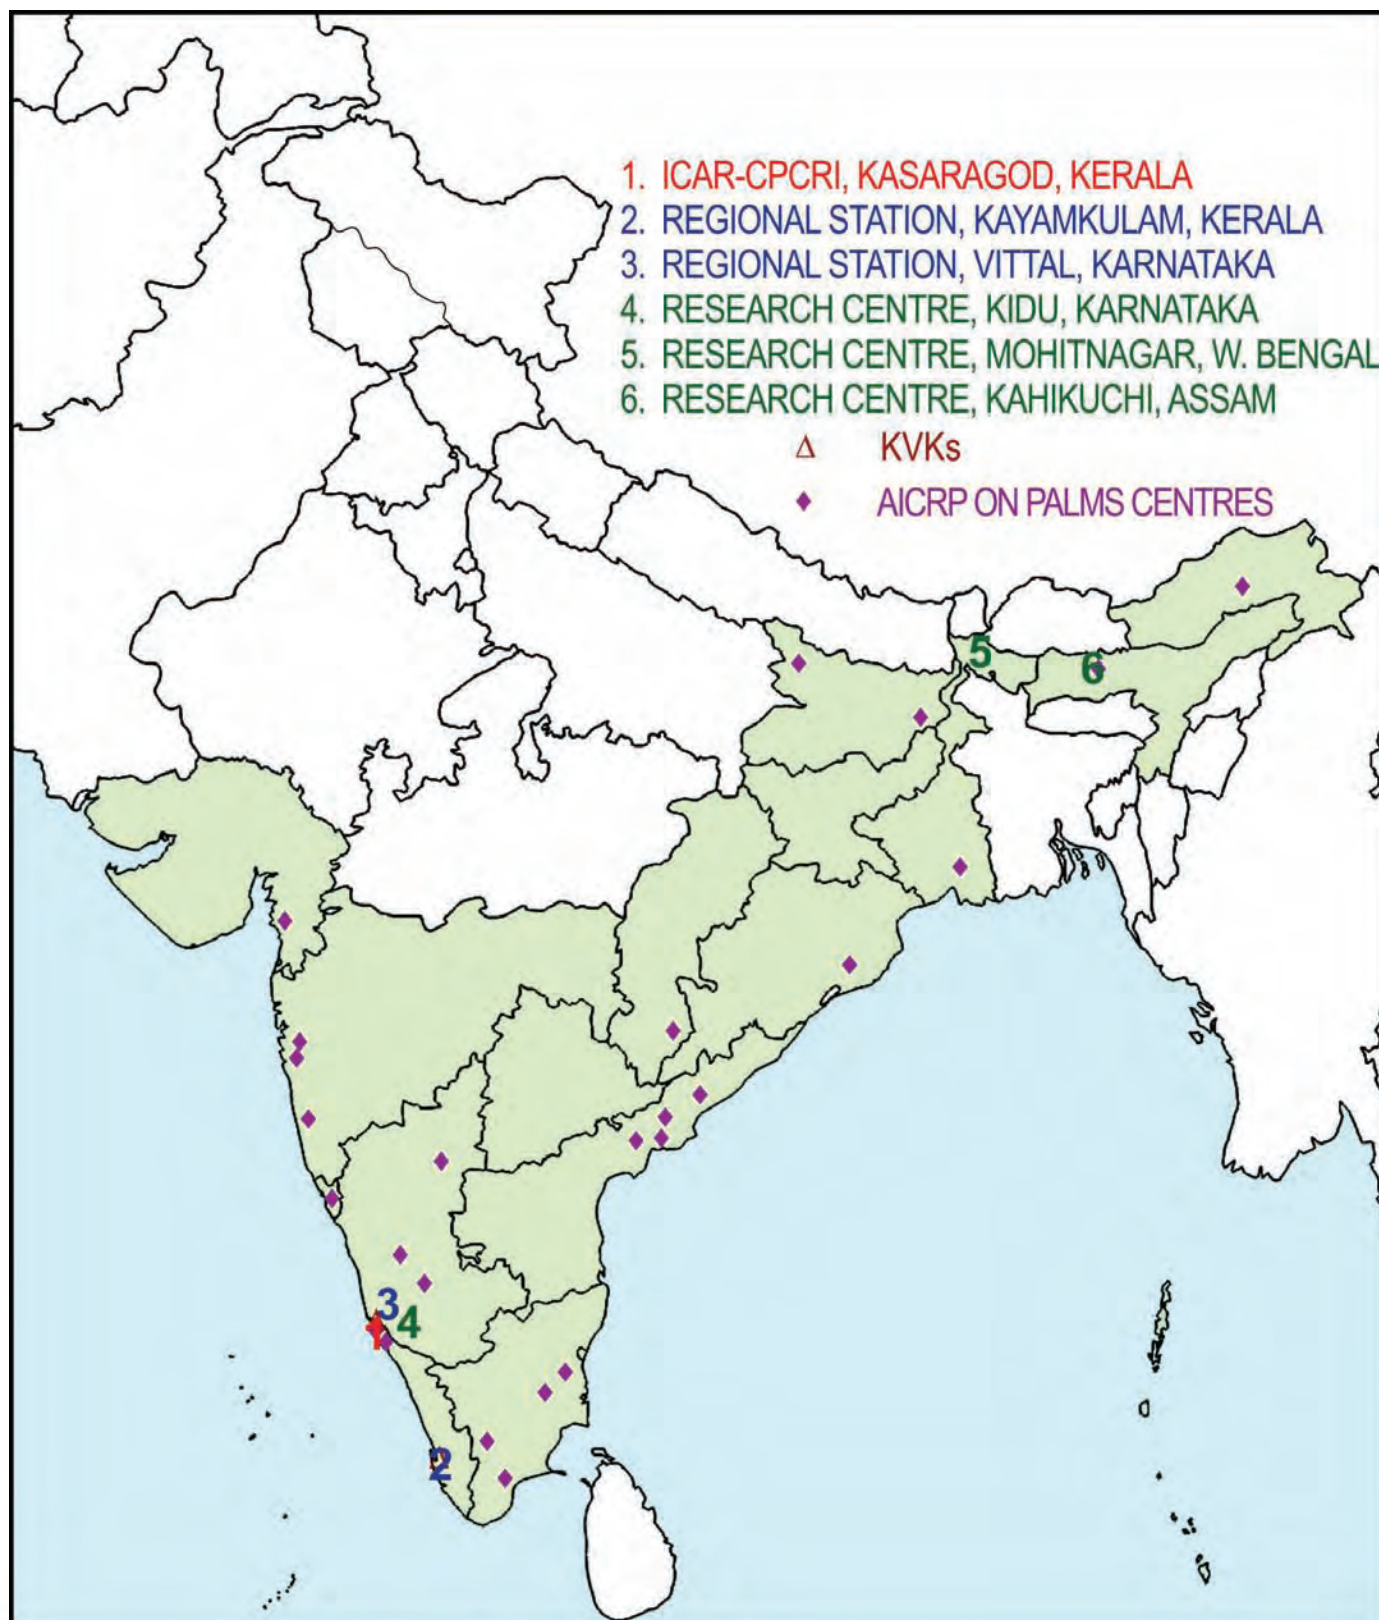 1. ICAR-CPCRI, KASARAGOD, KERALA
2. REGIONAL STATION, KAYAMKULAM, KERALA
3. REGIONAL STATION, VITTAL, KARNATAKA
4. RESEARCH CENTRE, KIDU, KARNATAKA
5. RESEARCH CENTRE, MOHITNAGAR, W. BENGAL
6. RESEARCH CENTRE, KAHIKUCHI, ASSAM
Δ KVKs
♦ AICRP ON PALMS CENTRES
5
6
3
4
1
2